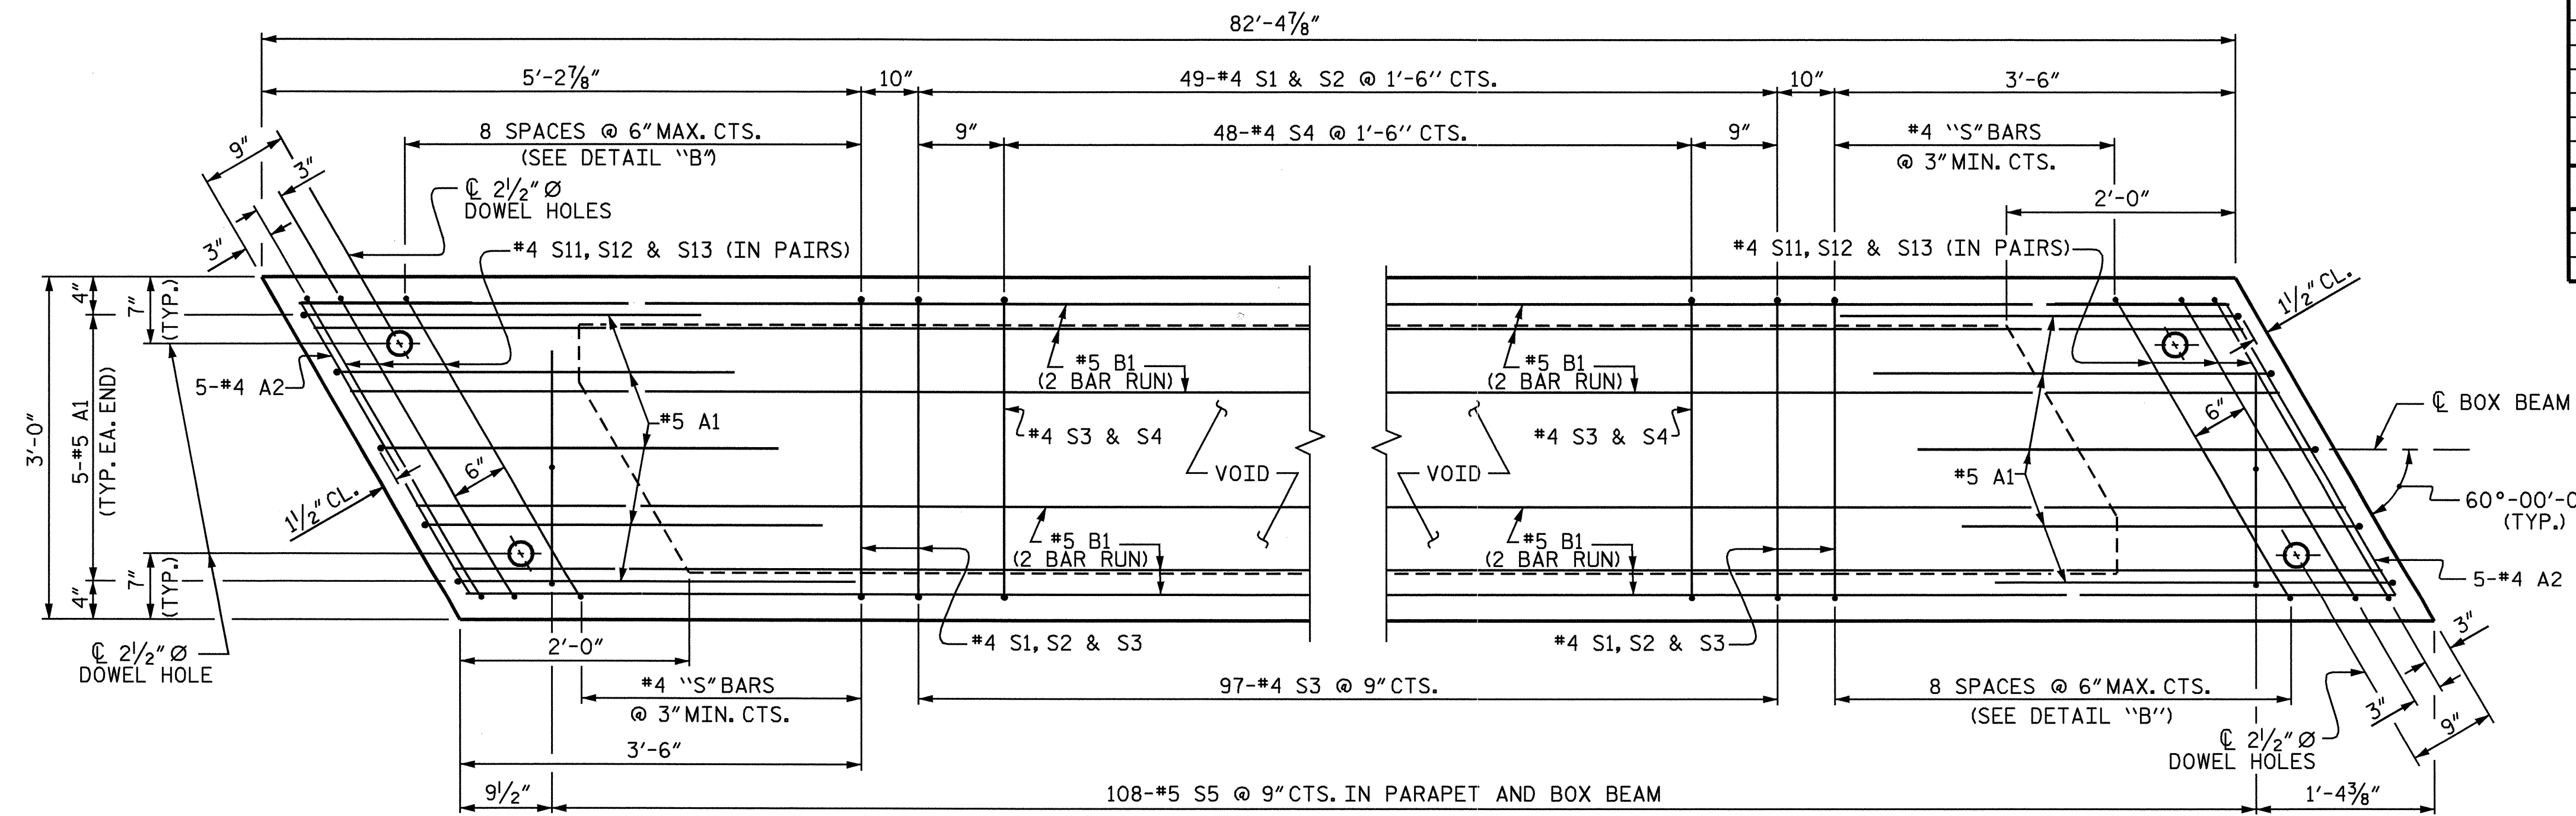 82'-4⅞"
5'-2⅞"
10"
49-#4 S1 & S2 @ 1'-6'' CTS.
10"
3'-6"
8 SPACES @ 6" MAX. CTS.
(SEE DETAIL "B")
9"
48-#4 S4 @ 1'-6'' CTS.
9"
#4 "S" BARS
@ 3" MIN. CTS.
9"
3"
3"
℄ 2½" Ø
DOWEL HOLES
2'-0"
#4 S11, S12 & S13 (IN PAIRS)
#4 S11, S12 & S13 (IN PAIRS)
1½" CL.
3'-0"
4"
7"
(TYP.)
5-#5 A1
(TYP. EA. END)
7"
(TYP.)
4"
5-#4 A2
#5 A1
6"
1½" CL.
#5 B1
(2 BAR RUN)
#5 B1
(2 BAR RUN)
#4 S3 & S4
#4 S3 & S4
VOID
VOID
#5 B1
(2 BAR RUN)
#5 B1
(2 BAR RUN)
#5 A1
6"
℄ BOX BEAM
60°-00'-0
(TYP.)
5-#4 A2
℄ 2½" Ø
DOWEL HOLE
2'-0"
#4 S1, S2 & S3
#4 S1, S2 & S3
#4 "S" BARS
@ 3" MIN. CTS.
97-#4 S3 @ 9" CTS.
8 SPACES @ 6" MAX. CTS.
(SEE DETAIL "B")
3"
3"
9"
℄ 2½" Ø
DOWEL HOLES
3'-6"
9½"
108-#5 S5 @ 9" CTS. IN PARAPET AND BOX BEAM
1'-4⅜"